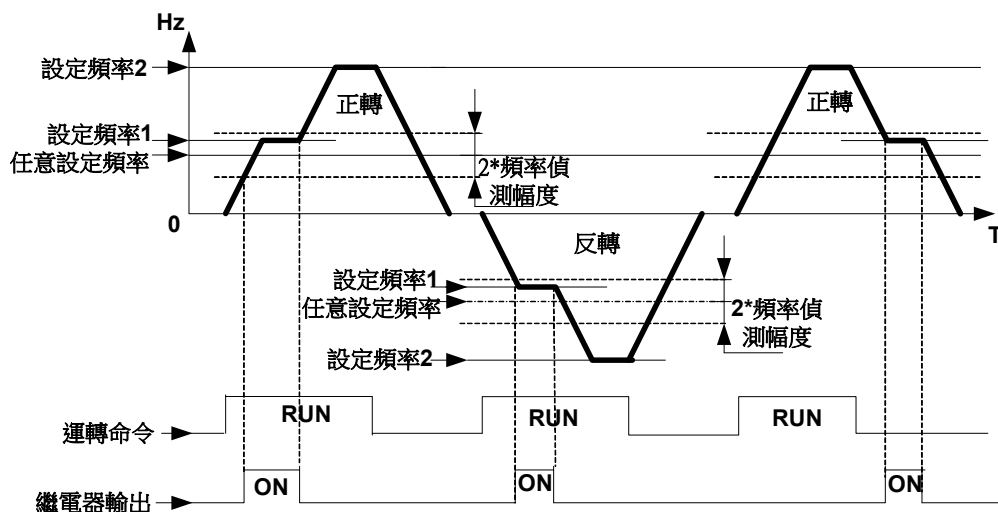 Hz
設定頻率2
正轉
正轉
設定頻率1
任意設定頻率
2*頻率偵
測幅度
0
T
反轉
設定頻率1
任意設定頻率
2*頻率偵
測幅度
設定頻率2
RUN
RUN
RUN
運轉命令
ON
ON
ON
繼電器輸出